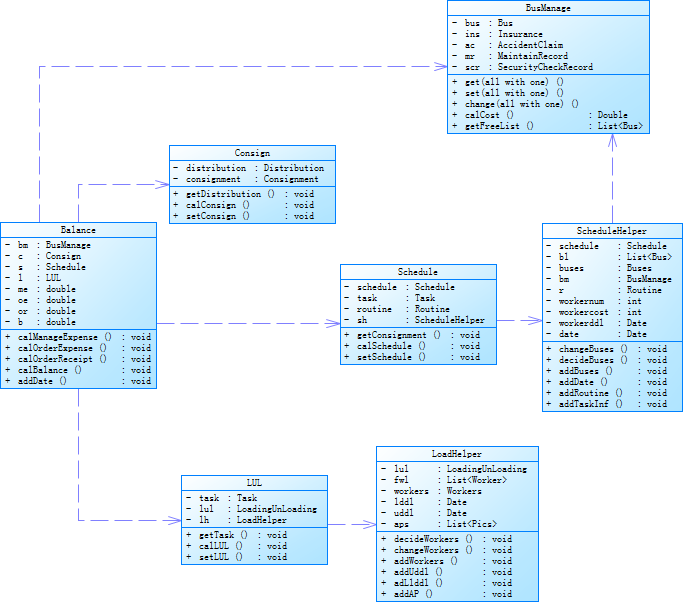 BusManage
- bus : Bus
- ins : Insurance
- ac : AccidentClaim
- mr : MaintainRecord
- scr : SecurityCheckRecord
+ get(all with one) ()
+ set(all with one) ()
+ change(all with one) ()
+ calCost () : Double
+ getFreeList () : List<Bus>
Consign
- distribution : Distribution
- consignment : Consignment
+ getDistribution () : void
+ calConsign () : void
+ setConsign () : void
Balance
- bm : BusManage
- c : Consign
- s : Schedule
- l : LUL
- me : double
- oe : double
- or : double
- b : double
+ calManageExpense () : void
+ calOrderExpense () : void
+ calOrderReceipt () : void
+ calBalance () : void
+ addDate () : void
Schedule
- schedule : Schedule
- task : Task
- routine : Routine
- sh : ScheduleHelper
+ getConsignment () : void
+ calSchedule () : void
+ setSchedule () : void
ScheduleHelper
- schedule : Schedule
- bl : List<Bus>
- buses : Buses
- bm : BusManage
- r : Routine
- workernum : int
- workercost : int
- workerddl : Date
- date : Date
+ changeBuses () : void
+ decideBuses () : void
+ addBuses () : void
+ addDate () : void
+ addRoutine () : void
+ addTaskInf () : void
LUL
- task : Task
- lul : LoadingUnLoading
- lh : LoadHelper
+ getTask () : void
+ calLUL () : void
+ setLUL () : void
LoadHelper
- lul : LoadingUnLoading
- fwl : List<Worker>
- workers : Workers
- lddl : Date
- uddl : Date
- aps : List<Pics>
+ decideWorkers () : void
+ changeWorkers () : void
+ addWorkers () : void
+ addUddl () : void
+ adLlddl () : void
+ addAP () : void